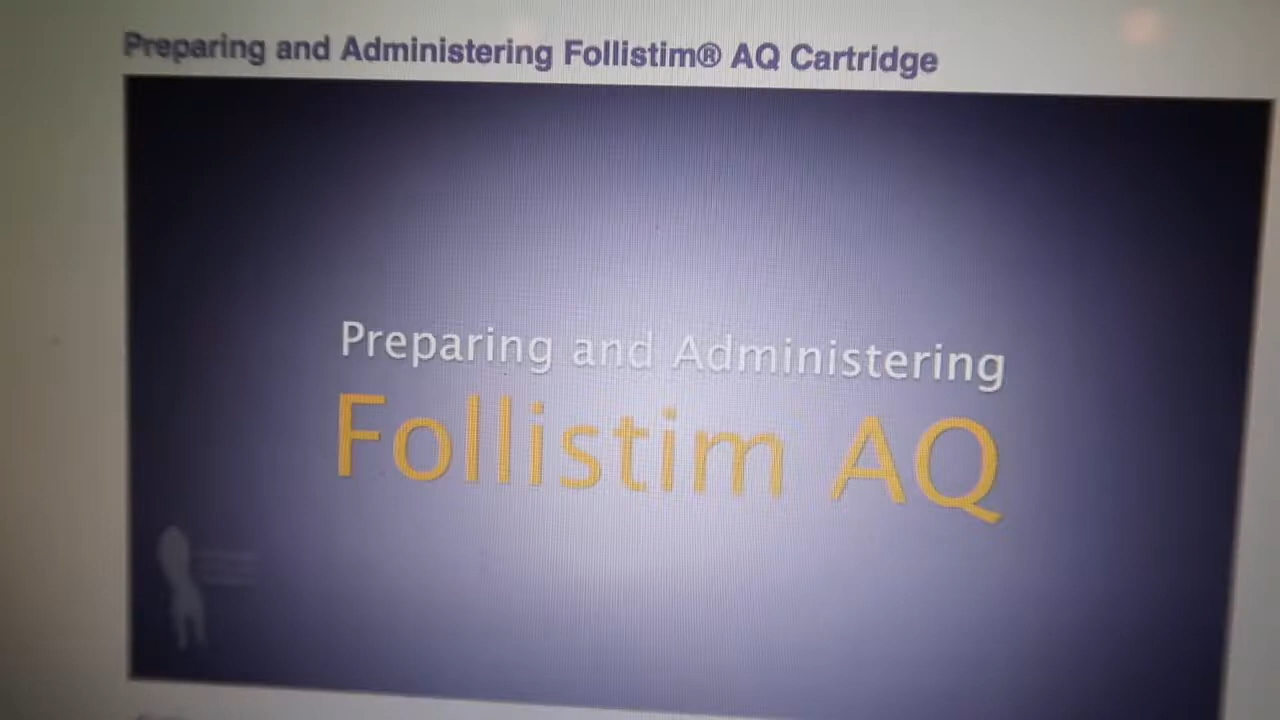 Preparing and Administering Follistim® AQ Cartridge
Preparing and Administering
Follistim AQ